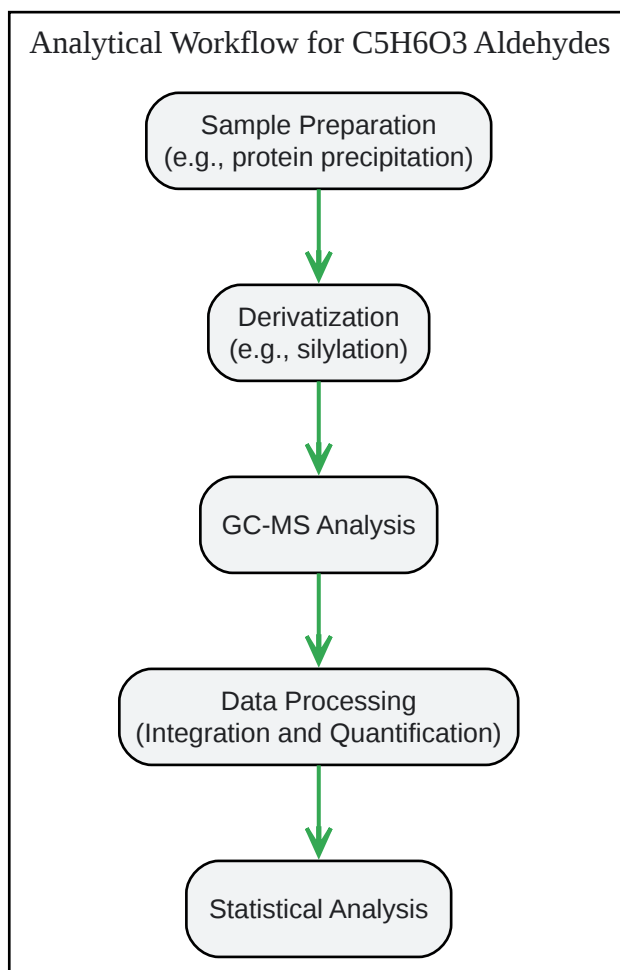 Analytical Workflow for C5H6O3 Aldehydes
Sample Preparation
(e.g., protein precipitation)
Derivatization
(e.g., silylation)
GC-MS Analysis
Data Processing
(Integration and Quantification)
Statistical Analysis